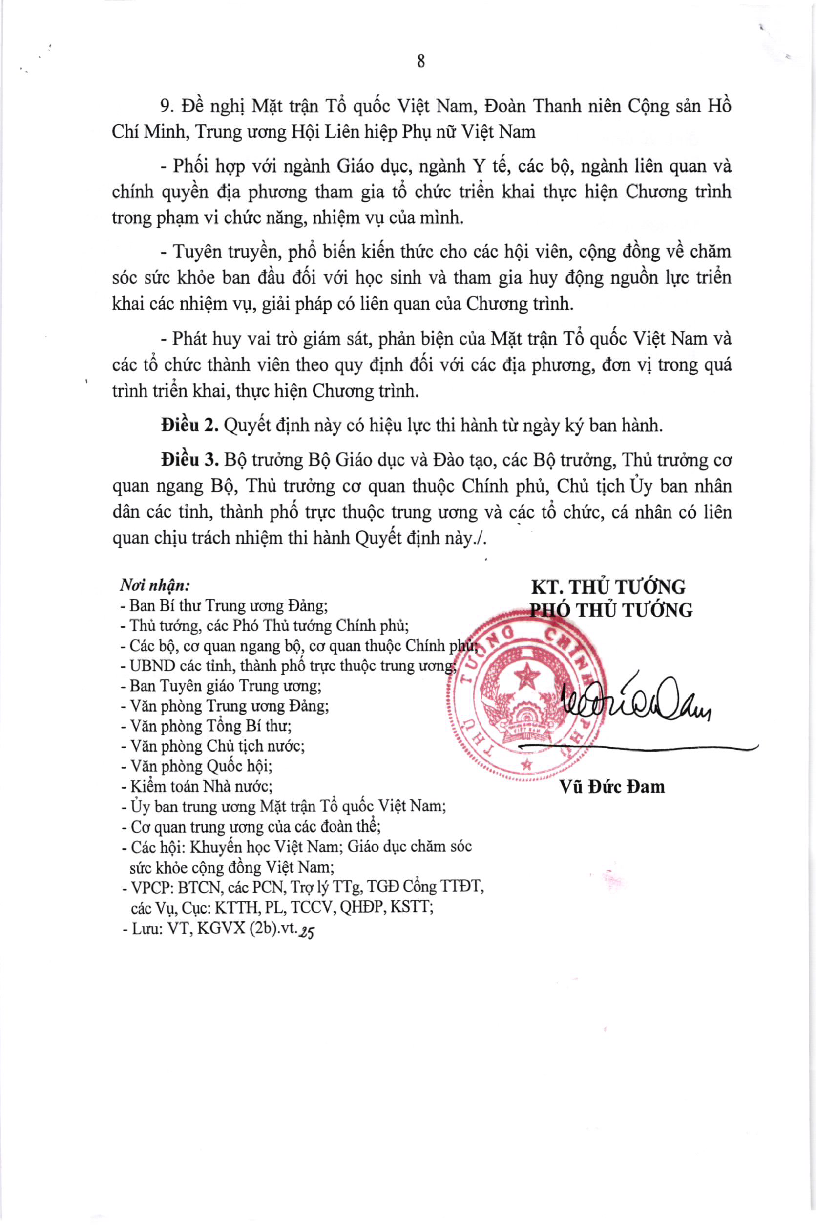 8
9. Đề nghị Mặt trận Tổ quốc Việt Nam, Đoàn Thanh niên Cộng sản Hồ
Chí Minh, Trung ương Hội Liên hiệp Phụ nữ Việt Nam
- Phối hợp với ngành Giáo dục, ngành Y tế, các bộ, ngành liên quan và
chính quyền địa phương tham gia tổ chức triển khai thực hiện Chương trình
trong phạm vi chức năng, nhiệm vụ của mình.
- Tuyên truyền, phổ biến kiến thức cho các hội viên, cộng đồng về chăm
sóc sức khỏe ban đầu đối với học sinh và tham gia huy động nguồn lực triển
khai các nhiệm vụ, giải pháp có liên quan của Chương trình.
- Phát huy vai trò giám sát, phản biện của Mặt trận Tổ quốc Việt Nam và
các tổ chức thành viên theo quy định đối với các địa phương, đơn vị trong quá
trình triển khai, thực hiện Chương trình.
Điều 2. Quyết định này có hiệu lực thi hành từ ngày ký ban hành.
Điều 3. Bộ trưởng Bộ Giáo dục và Đào tạo, các Bộ trưởng, Thủ trưởng cơ
quan ngang Bộ, Thủ trưởng cơ quan thuộc Chính phủ, Chủ tịch Ủy ban nhân
dân các tỉnh, thành phố trực thuộc trung ương và các tổ chức, cá nhân có liên
quan chịu trách nhiệm thi hành Quyết định này./.
Nơi nhận:
- Ban Bí thư Trung ương Đảng;
- Thủ tướng, các Phó Thủ tướng Chính phủ;
- Các bộ, cơ quan ngang bộ, cơ quan thuộc Chính phủ;
- UBND các tỉnh, thành phố trực thuộc trung ương;
- Ban Tuyên giáo Trung ương;
- Văn phòng Trung ương Đảng;
- Văn phòng Tổng Bí thư;
- Văn phòng Chủ tịch nước;
- Văn phòng Quốc hội;
- Kiểm toán Nhà nước;
- Ủy ban trung ương Mặt trận Tổ quốc Việt Nam;
- Cơ quan trung ương của các đoàn thể;
- Các hội: Khuyến học Việt Nam; Giáo dục chăm sóc
sức khỏe cộng đồng Việt Nam;
- VPCP: BTCN, các PCN, Trợ lý TTg, TGĐ Cổng TTĐT,
các Vụ, Cục: KTTH, PL, TCCV, QHĐP, KSTT;
- Lưu: VT, KGVX (2b).vt.25
KT. THỦ TƯỚNG
PHÓ THỦ TƯỚNG
THỦ TƯỚNG CHÍNH PHỦ
Vũ Đức Đam